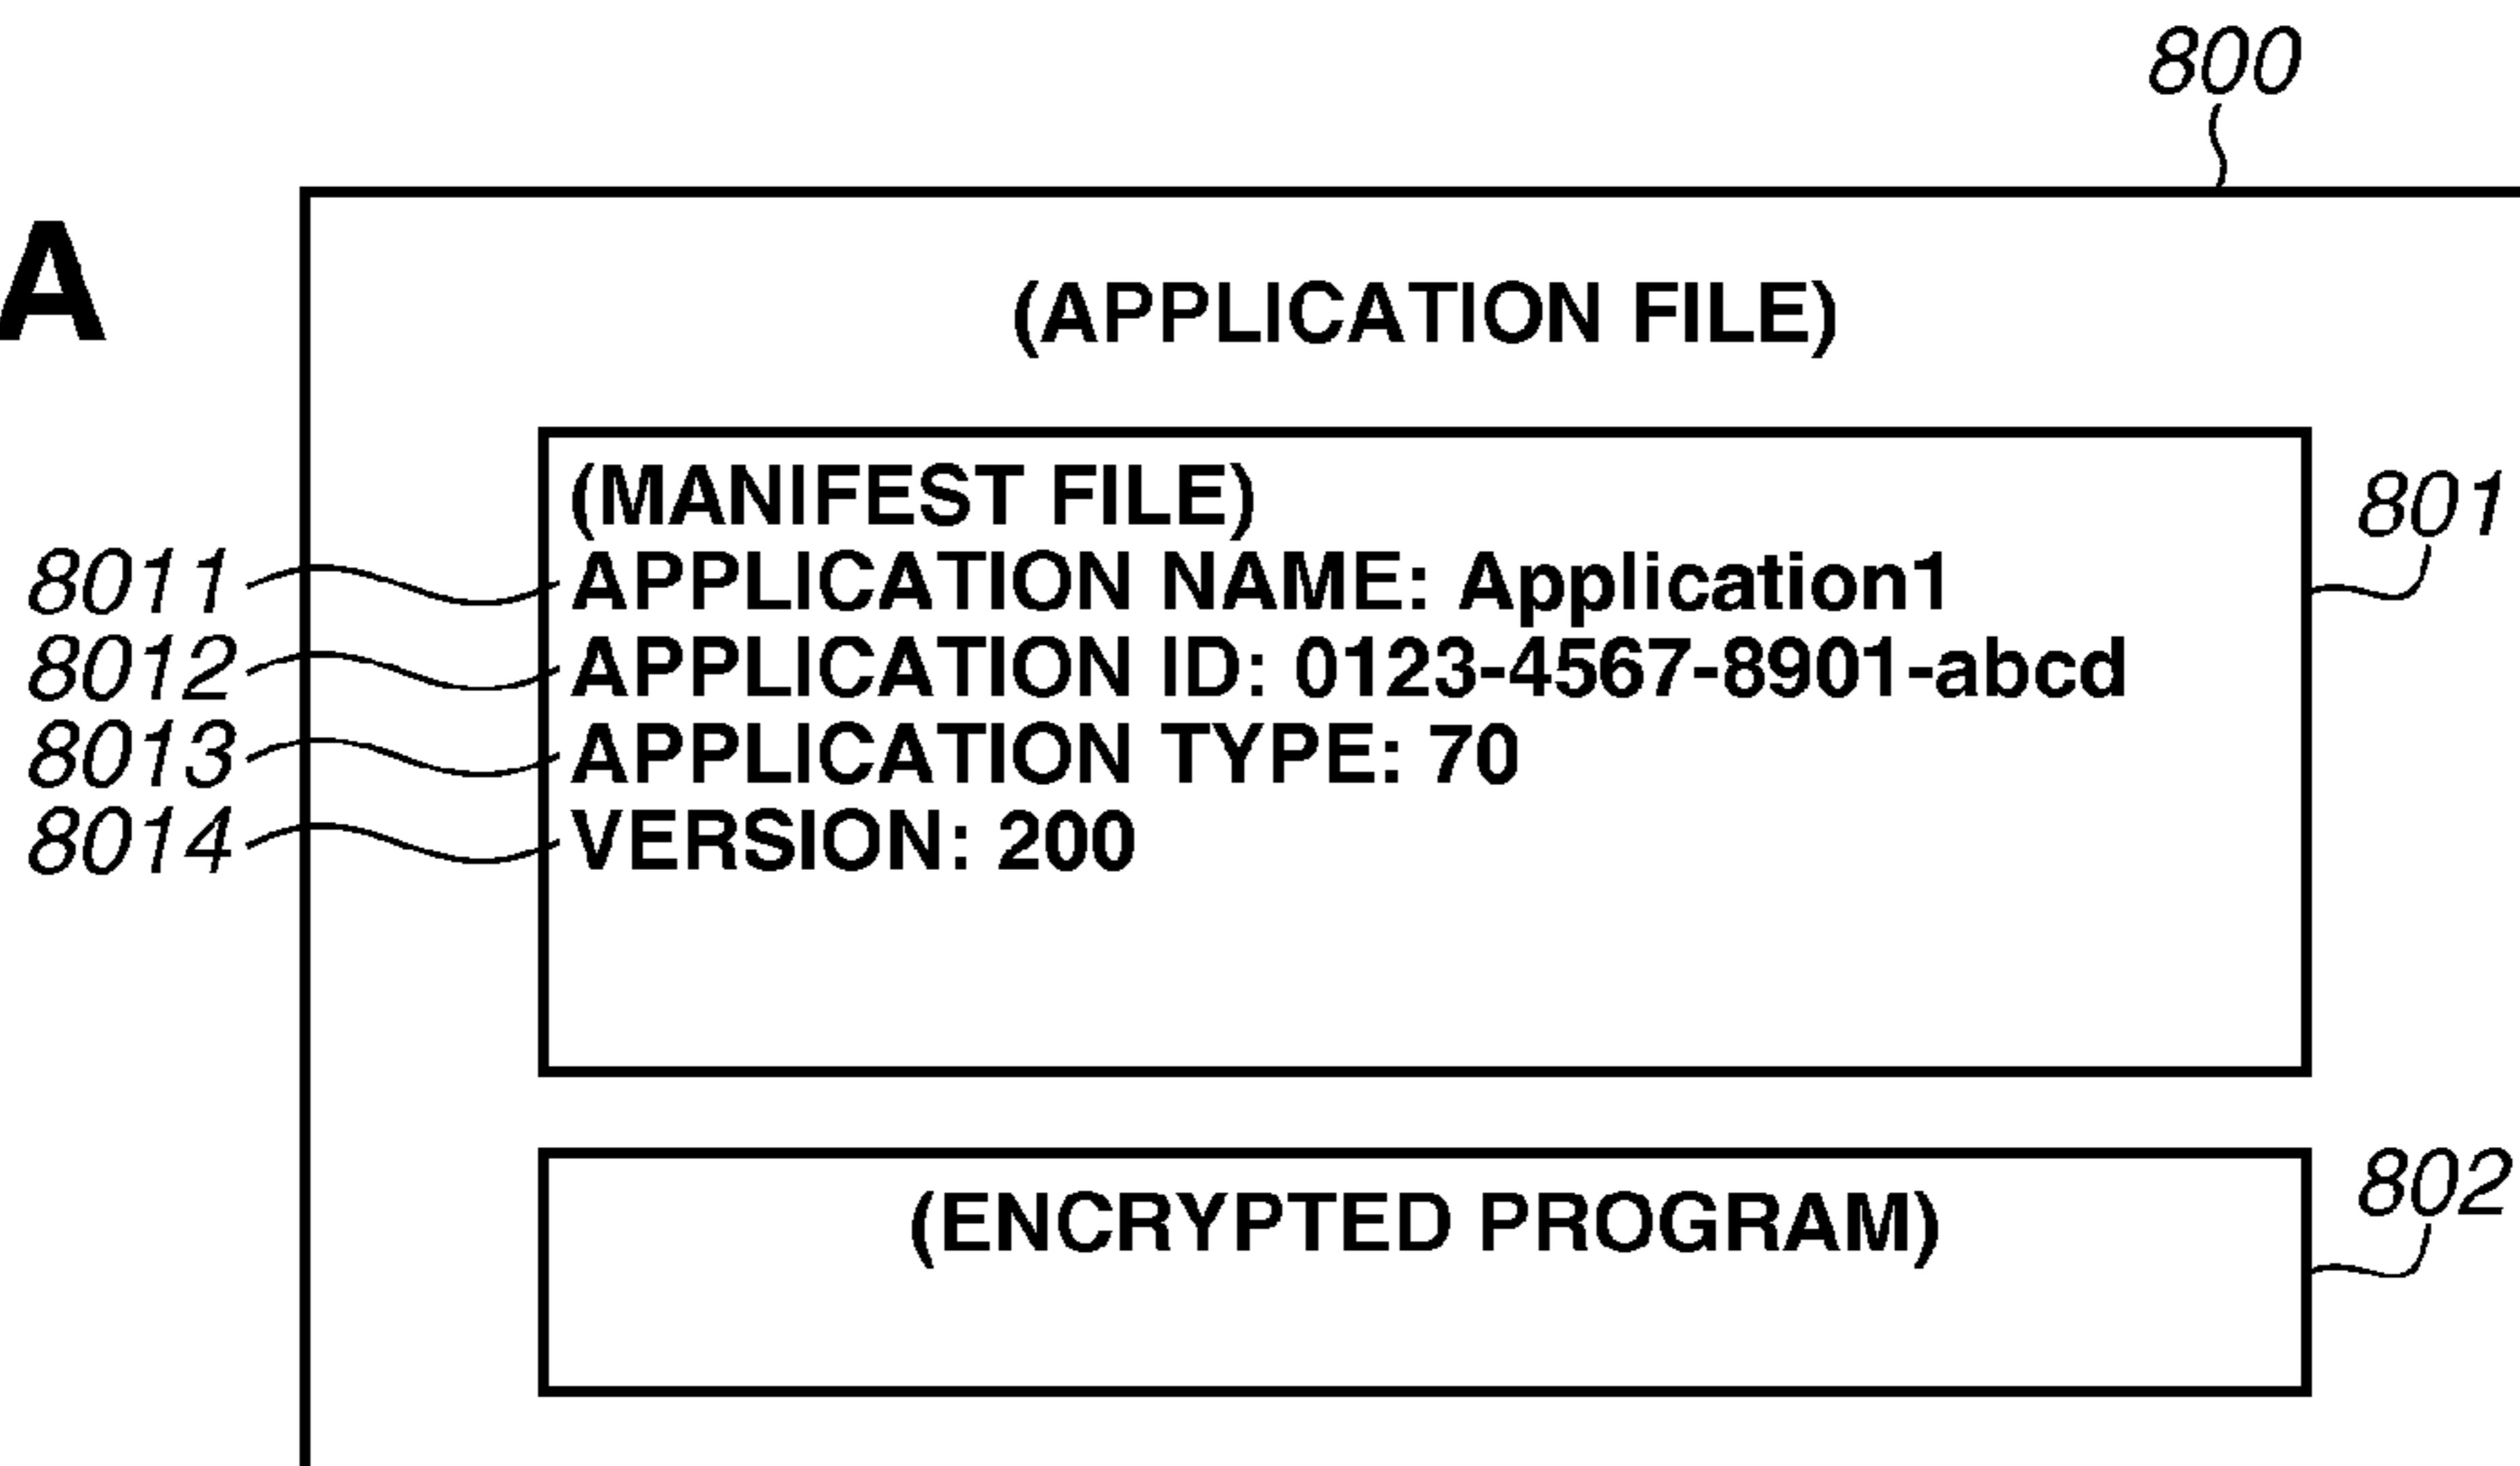 800
A
(APPLICATION FILE)
(MANIFEST FILE)
801
8011 APPLICATION NAME: Application1
8012 APPLICATION ID: 0123-4567-8901-abcd
8013 APPLICATION TYPE: 70
8014 VERSION: 200
802
(ENCRYPTED PROGRAM)